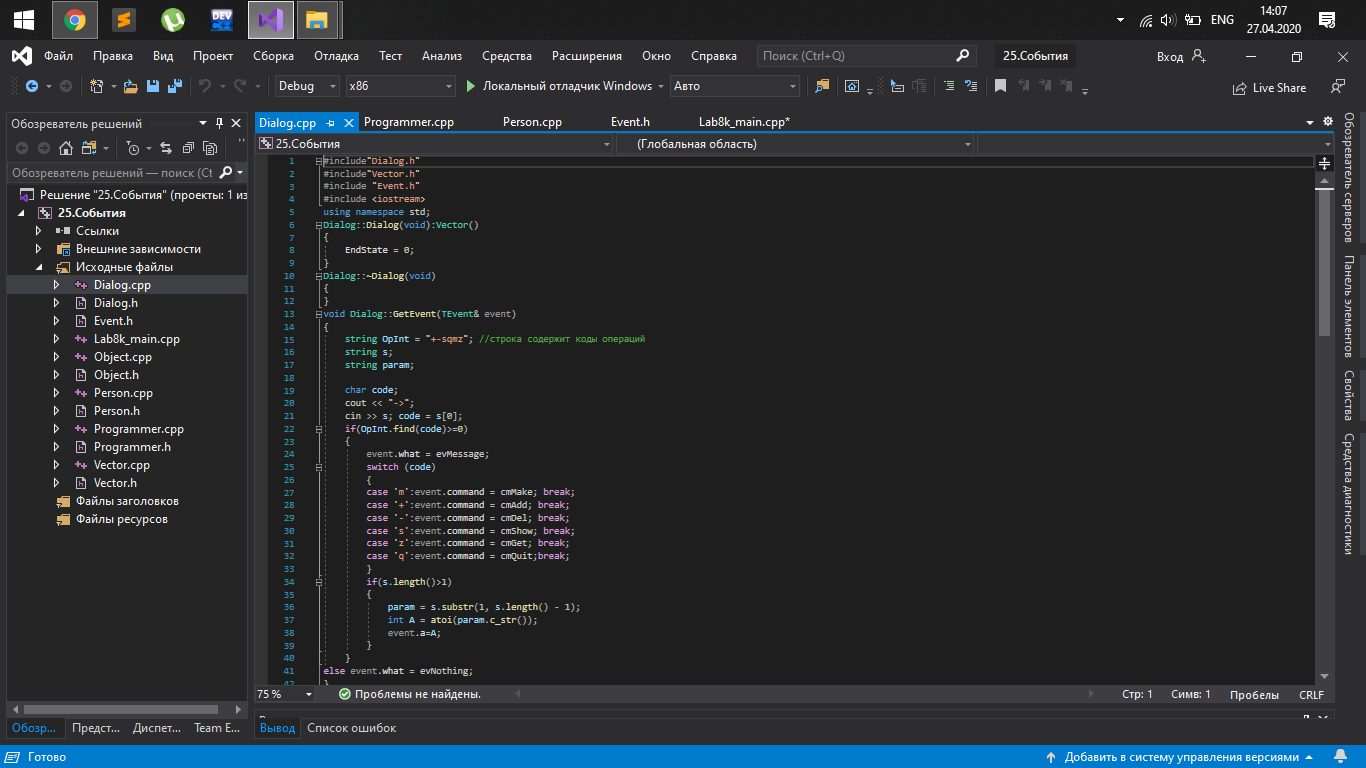 DEV
ENG
14:07
27.04.2020
Файл Правка Вид Проект Сборка Отладка Тест Анализ Средства Расширения Окно Справка Поиск (Ctrl+Q) 25.События Вход
Debug x86 Локальный отладчик Windows Авто Live Share
Обозреватель решений
Обозреватель решений — поиск (Ct
Решение "25.События" (проекты: 1 из
25.События
Ссылки
Внешние зависимости
Исходные файлы
Dialog.cpp
Dialog.h
Event.h
Lab8k_main.cpp
Object.cpp
Object.h
Person.cpp
Person.h
Programmer.cpp
Programmer.h
Vector.cpp
Vector.h
Файлы заголовков
Файлы ресурсов
Обозр... Предст... Диспет... Team E...
Dialog.cpp Programmer.cpp Person.cpp Event.h Lab8k_main.cpp*
25.События (Глобальная область)
1 #include"Dialog.h"
2 #include"Vector.h"
3 #include "Event.h"
4 #include <iostream>
5 using namespace std;
6 Dialog::Dialog(void):Vector()
7 {
8 EndState = 0;
9 }
10 Dialog::~Dialog(void)
11 {
12 }
13 void Dialog::GetEvent(TEvent& event)
14 {
15 string OpInt = "+-sqmz"; //строка содержит коды операций
16 string s;
17 string param;
18
19 char code;
20 cout << "->";
21 cin >> s; code = s[0];
22 if(OpInt.find(code)>=0)
23 {
24 event.what = evMessage;
25 switch (code)
26 {
27 case 'm':event.command = cmMake; break;
28 case '+':event.command = cmAdd; break;
29 case '-':event.command = cmDel; break;
30 case 's':event.command = cmShow; break;
31 case 'z':event.command = cmGet; break;
32 case 'q':event.command = cmQuit;break;
33 }
34 if(s.length()>1)
35 {
36 param = s.substr(1, s.length() - 1);
37 int A = atoi(param.c_str());
38 event.a=A;
39 }
40 }
41 else event.what = evNothing;
42 }
75 % Проблемы не найдены. Стр: 1 Симв: 1 Пробелы CRLF
Вывод Список ошибок
Обозреватель серверов
Панель элементов
Свойства
Средства диагностики
Готово Добавить в систему управления версиями